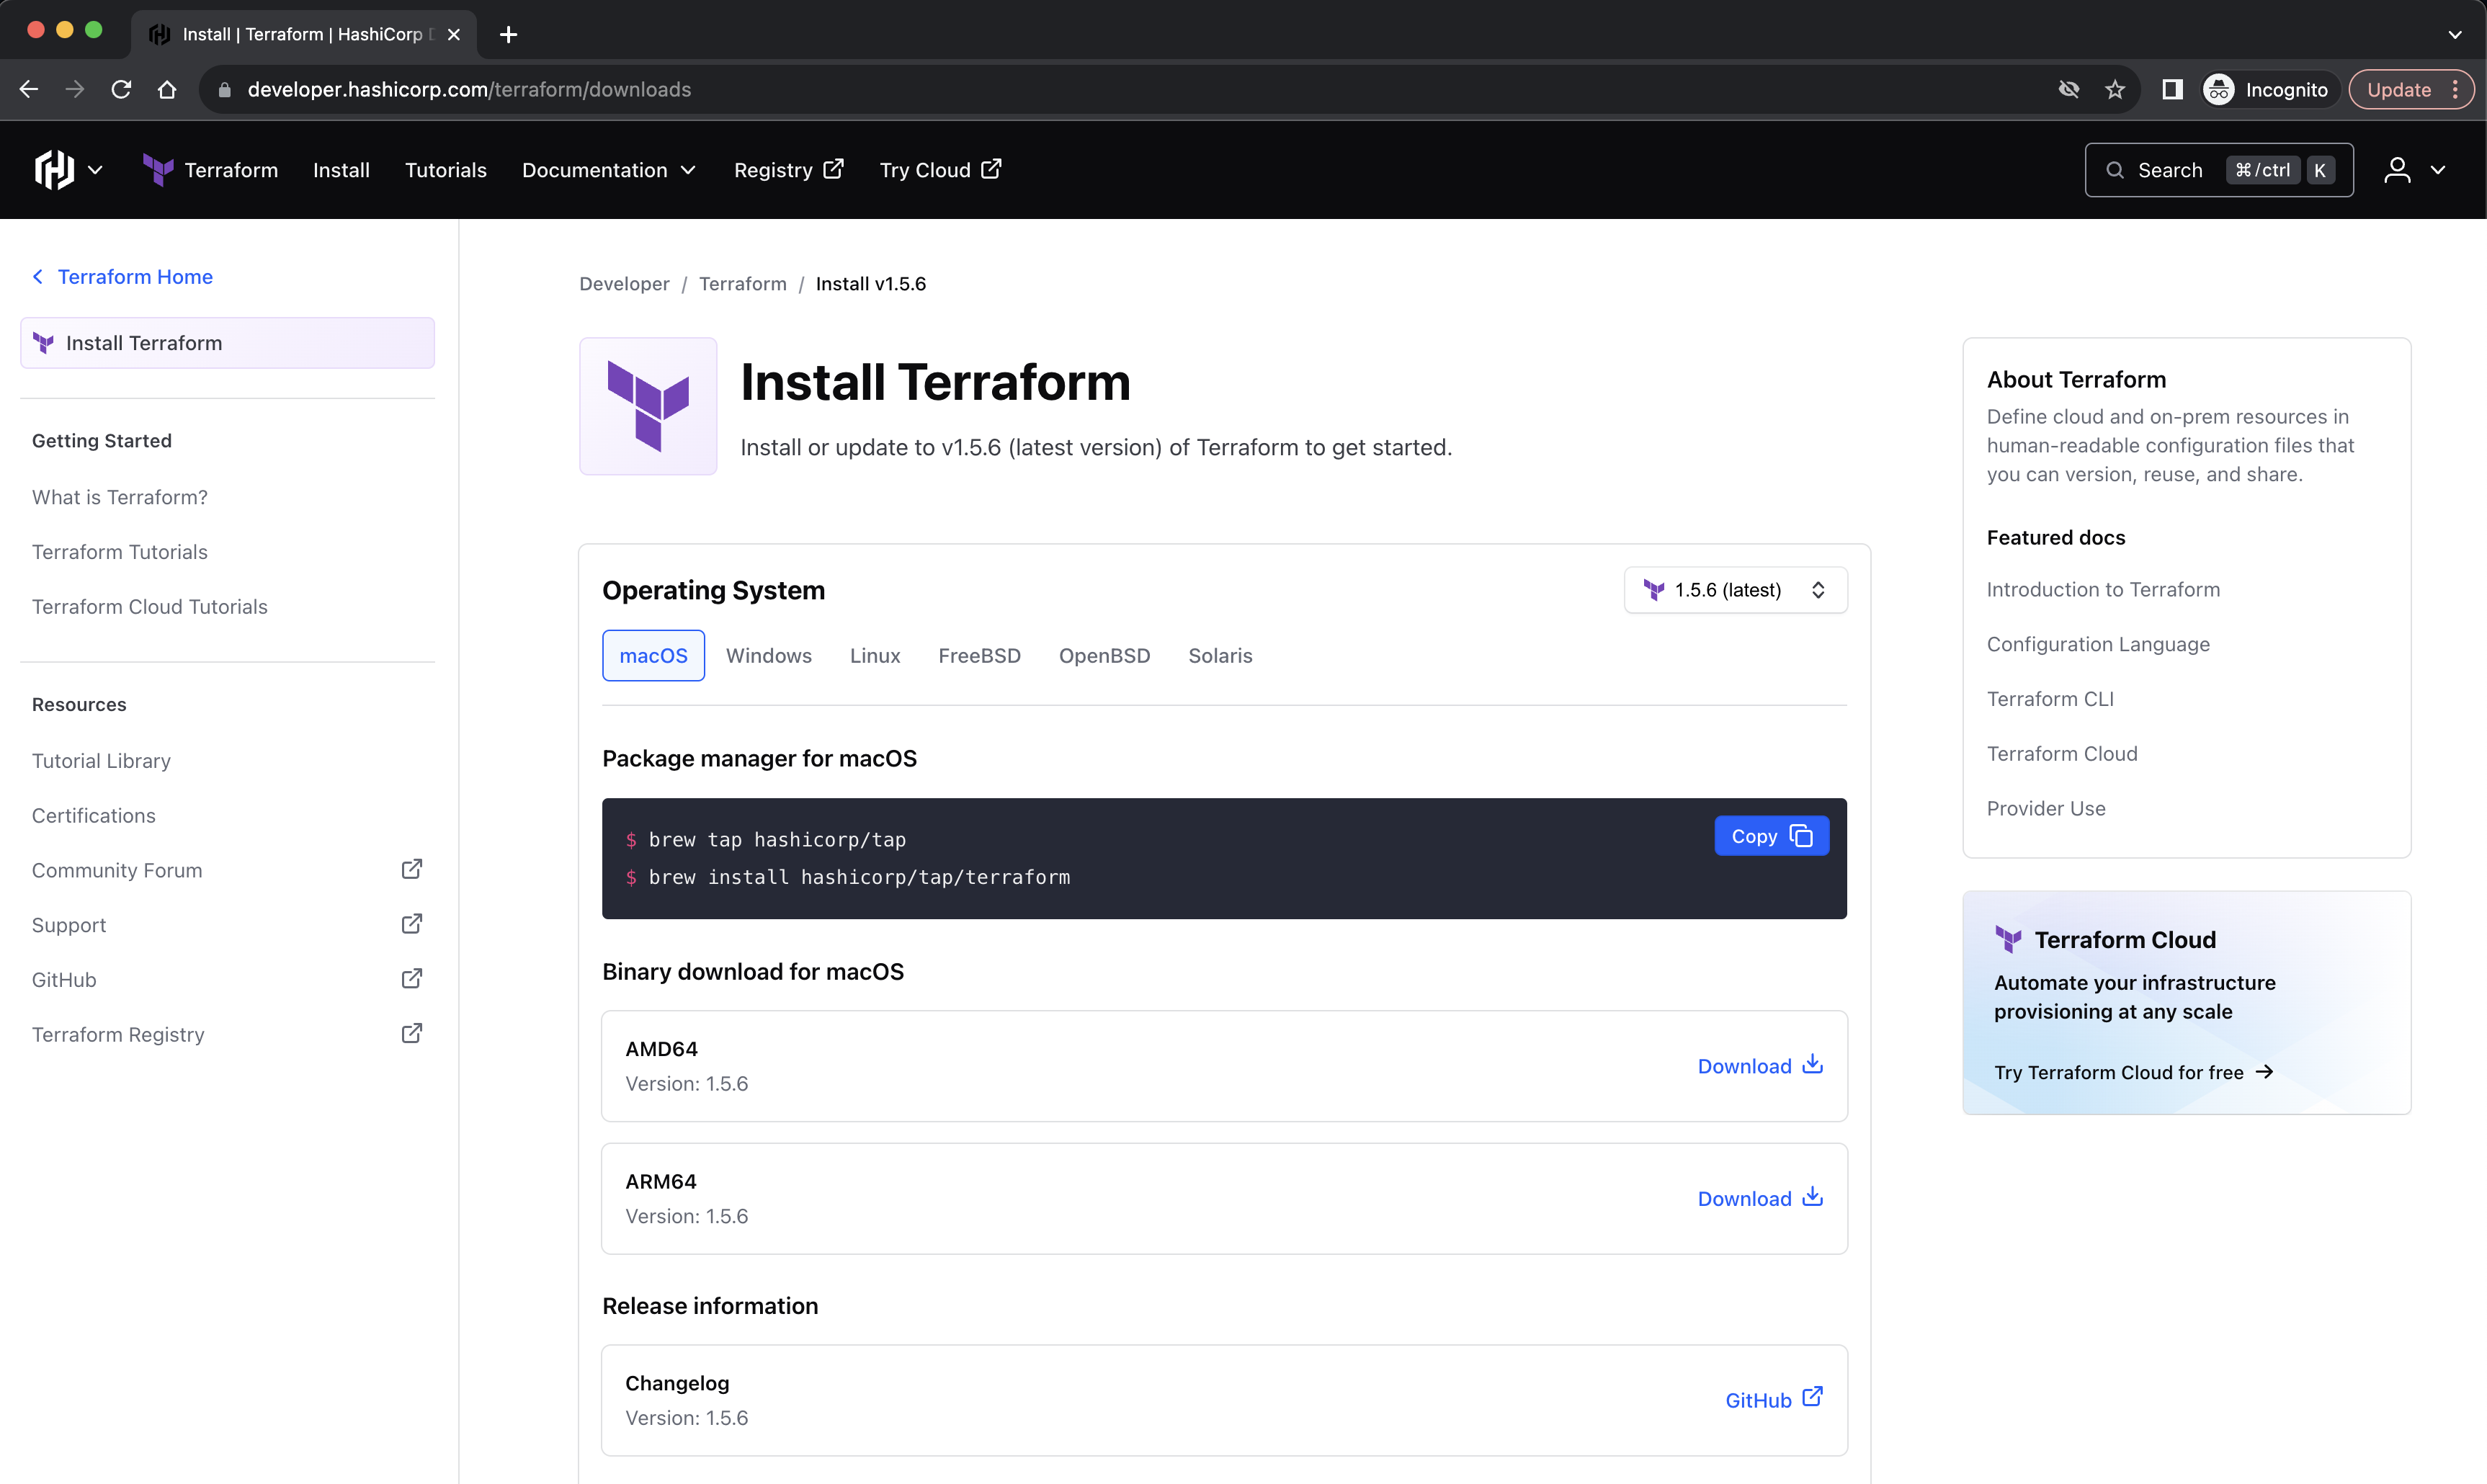 Install | Terraform | HashiCorp D
developer.hashicorp.com/terraform/downloads
Incognito
Update
Terraform
Install
Tutorials
Documentation
Registry
Try Cloud
Search
⌘/ctrl
K
Terraform Home
Install Terraform
Getting Started
What is Terraform?
Terraform Tutorials
Terraform Cloud Tutorials
Resources
Tutorial Library
Certifications
Community Forum
Support
GitHub
Terraform Registry
Developer / Terraform / Install v1.5.6
Install Terraform
Install or update to v1.5.6 (latest version) of Terraform to get started.
Operating System
1.5.6 (latest)
macOS
Windows
Linux
FreeBSD
OpenBSD
Solaris
Package manager for macOS
$ brew tap hashicorp/tap
$ brew install hashicorp/tap/terraform
Copy
Binary download for macOS
AMD64
Version: 1.5.6
Download
ARM64
Version: 1.5.6
Download
Release information
Changelog
Version: 1.5.6
GitHub
About Terraform
Define cloud and on-prem resources in
human-readable configuration files that
you can version, reuse, and share.
Featured docs
Introduction to Terraform
Configuration Language
Terraform CLI
Terraform Cloud
Provider Use
Terraform Cloud
Automate your infrastructure
provisioning at any scale
Try Terraform Cloud for free